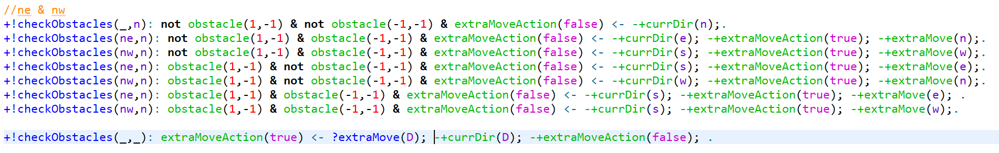 //ne & nw
+!checkObstacles(_,n): not obstacle(1,-1) & not obstacle(-1,-1) & extraMoveAction(false) <- -+currDir(n);.
+!checkObstacles(ne,n): not obstacle(1,-1) & obstacle(-1,-1) & extraMoveAction(false) <- -+currDir(e); -+extraMoveAction(true); -+extraMove(n);.
+!checkObstacles(nw,n): not obstacle(1,-1) & obstacle(-1,-1) & extraMoveAction(false) <- -+currDir(s); -+extraMoveAction(true); -+extraMove(w);.
+!checkObstacles(ne,n): obstacle(1,-1) & not obstacle(-1,-1) & extraMoveAction(false) <- -+currDir(s); -+extraMoveAction(true); -+extraMove(e);.
+!checkObstacles(nw,n): obstacle(1,-1) & not obstacle(-1,-1) & extraMoveAction(false) <- -+currDir(w); -+extraMoveAction(true); -+extraMove(n);.
+!checkObstacles(ne,n): obstacle(1,-1) & obstacle(-1,-1) & extraMoveAction(false) <- -+currDir(s); -+extraMoveAction(true); -+extraMove(e); .
+!checkObstacles(nw,n): obstacle(1,-1) & obstacle(-1,-1) & extraMoveAction(false) <- -+currDir(s); -+extraMoveAction(true); -+extraMove(w);.
+!checkObstacles(_,_): extraMoveAction(true) <- ?extraMove(D); -+currDir(D); -+extraMoveAction(false); .